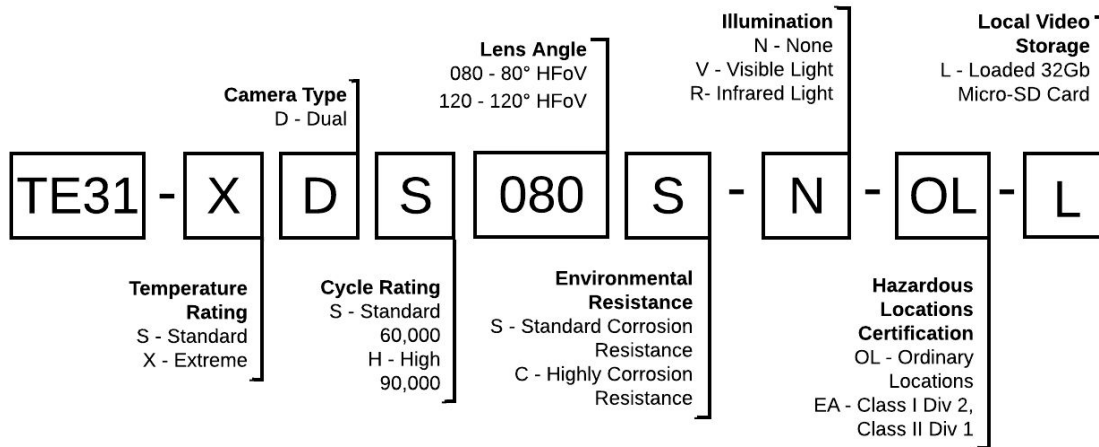 Camera Type
D - Dual
Lens Angle
080 - 80° HFoV
120 - 120° HFoV
Illumination
N - None
V - Visible Light
R- Infrared Light
Local Video
Storage
L - Loaded 32Gb
Micro-SD Card
TE31 - X D S 080 S - N - OL - L
Temperature
Rating
S - Standard
X - Extreme
Cycle Rating
S - Standard
60,000
H - High
90,000
Environmental
Resistance
S - Standard Corrosion
Resistance
C - Highly Corrosion
Resistance
Hazardous
Locations
Certification
OL - Ordinary
Locations
EA - Class I Div 2,
Class II Div 1